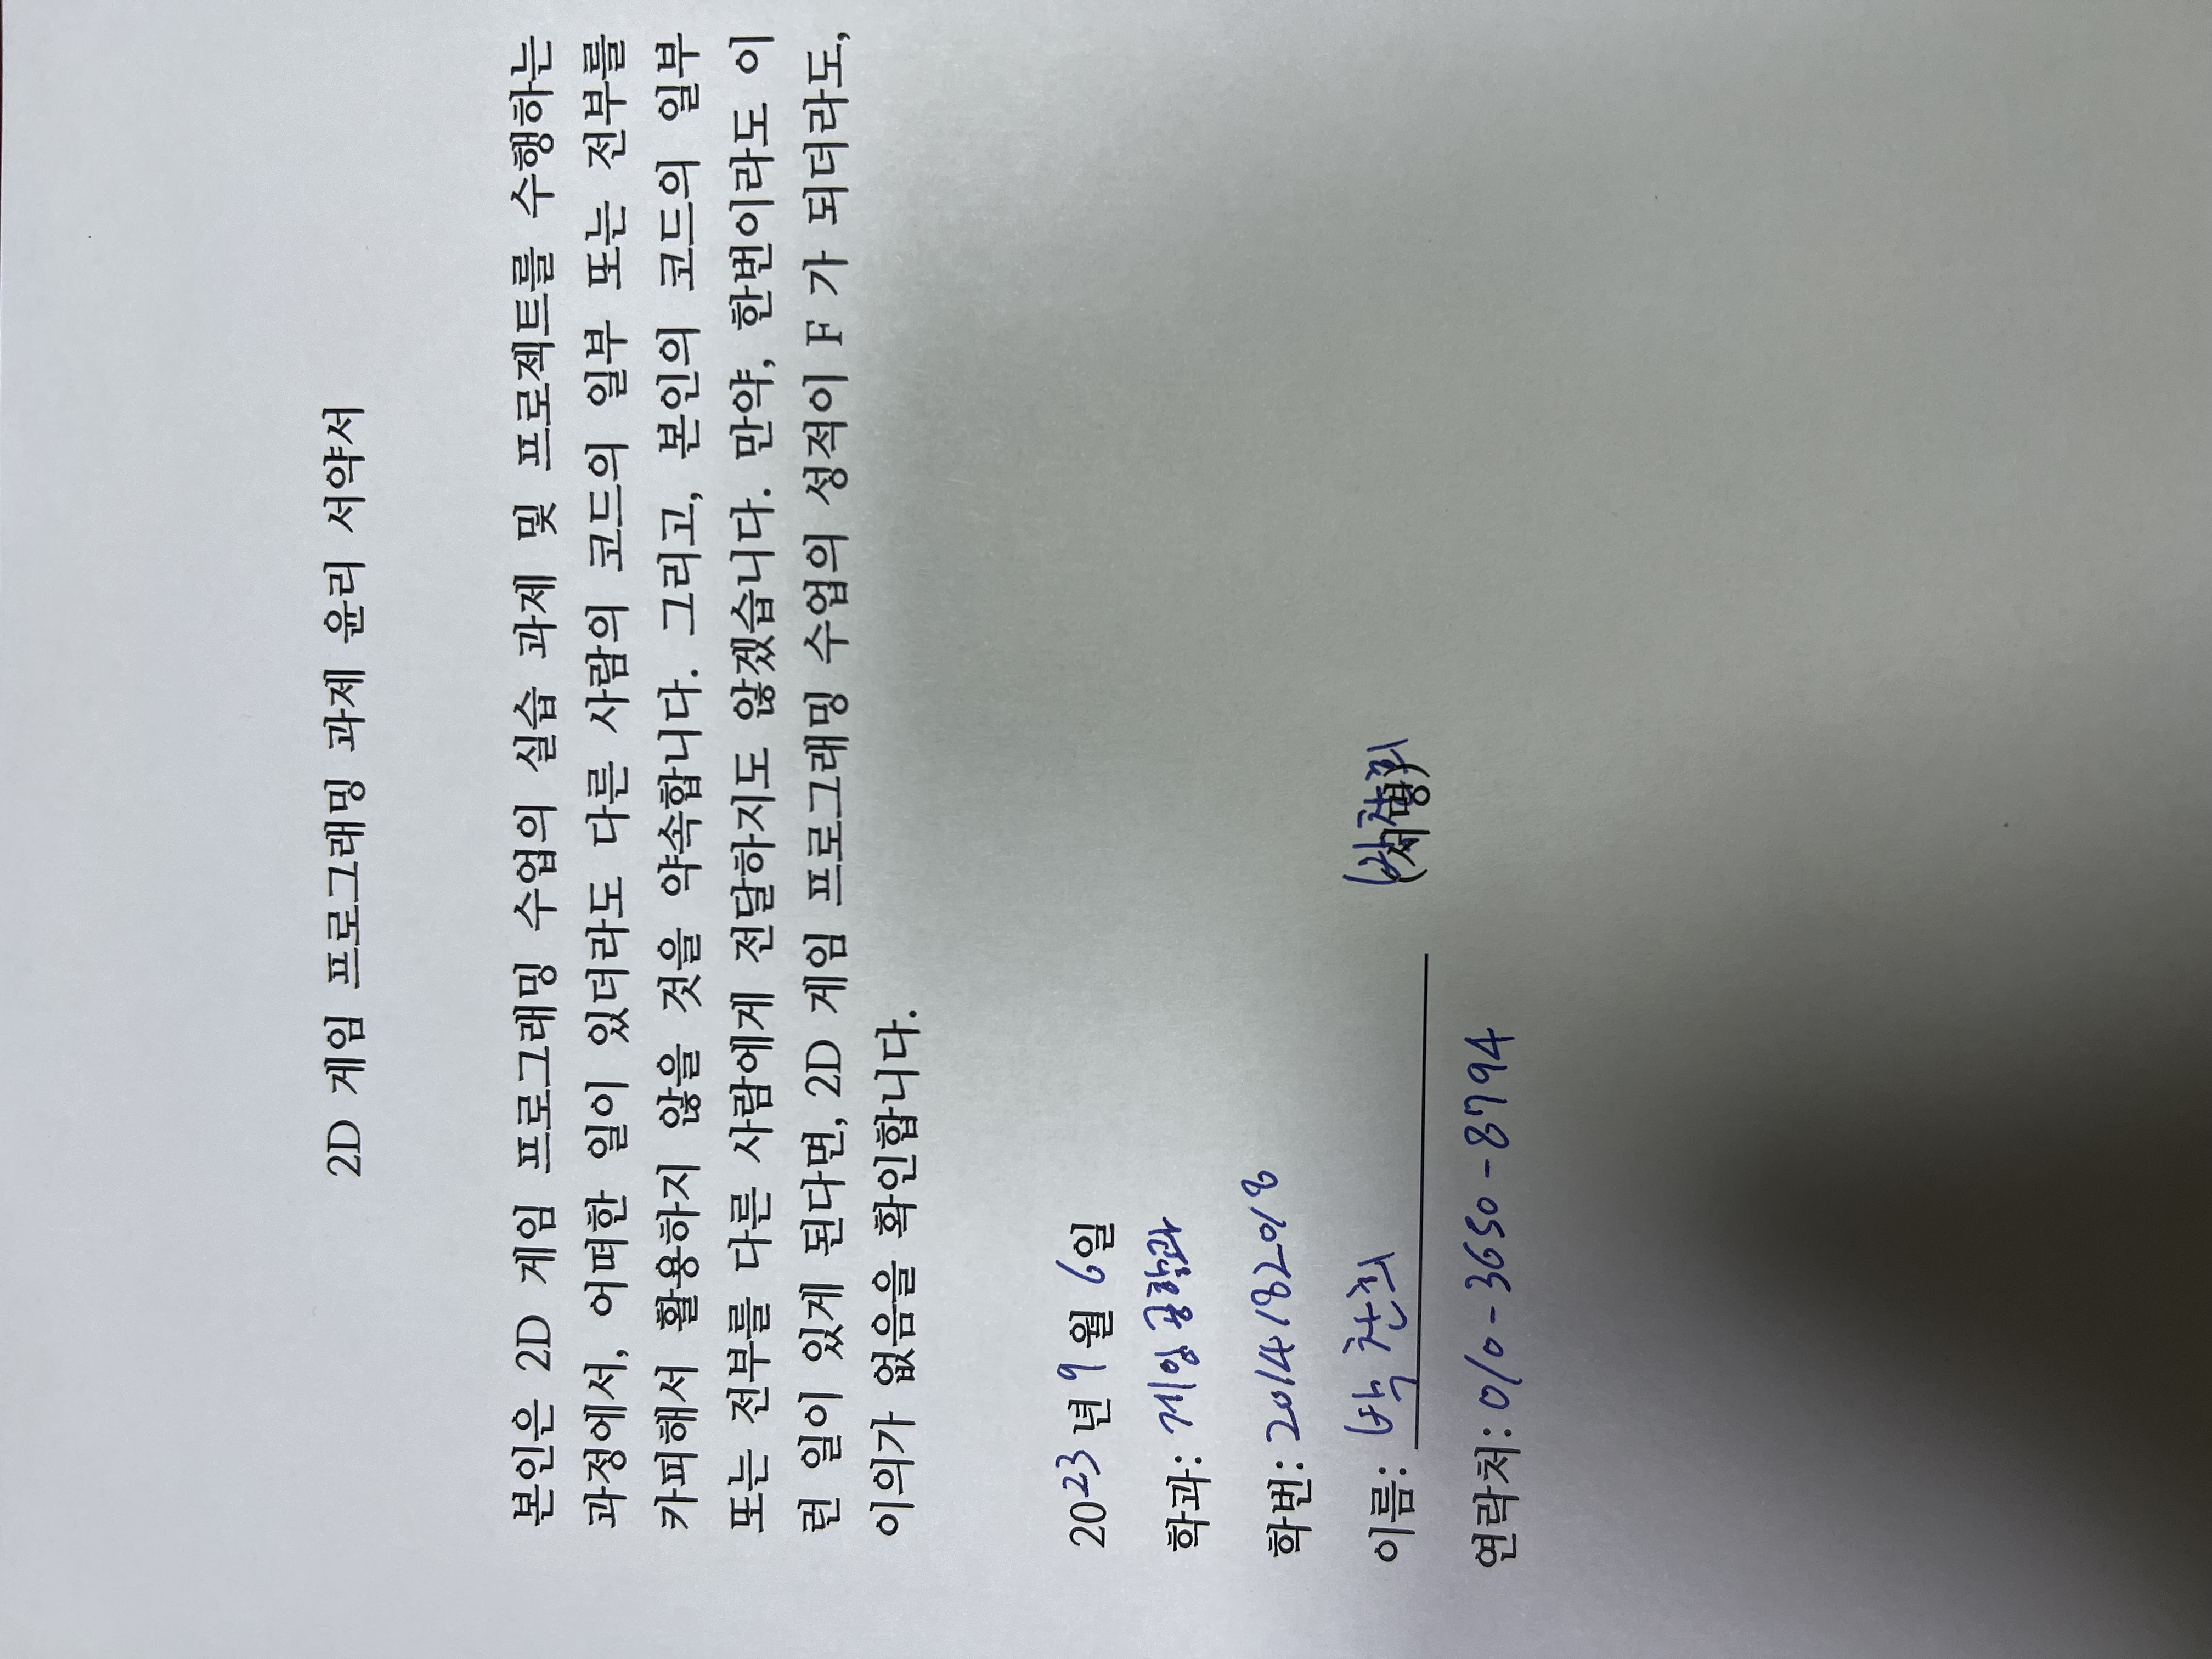 2D 게임 프로그래밍 과제 윤리 서약서
본인은 2D 게임 프로그래밍 수업의 실습 과제 및 프로젝트를 수행하는
과정에서, 어떠한 일이 있더라도 다른 사람의 코드의 일부 또는 전부를
카피해서 활용하지 않을 것을 약속합니다. 그리고, 본인의 코드의 일부
또는 전부를 다른 사람에게 전달하지도 않겠습니다. 만약, 한번이라도 이
런 일이 있게 된다면, 2D 게임 프로그래밍 수업의 성적이 F 가 되더라도,
이의가 없음을 확인합니다.
2023 년 9 월 6일
학과: 게임공학과
학번: 2014182018
이름: 박찬희 (서명) 박찬희
연락처: 010-3650-8794